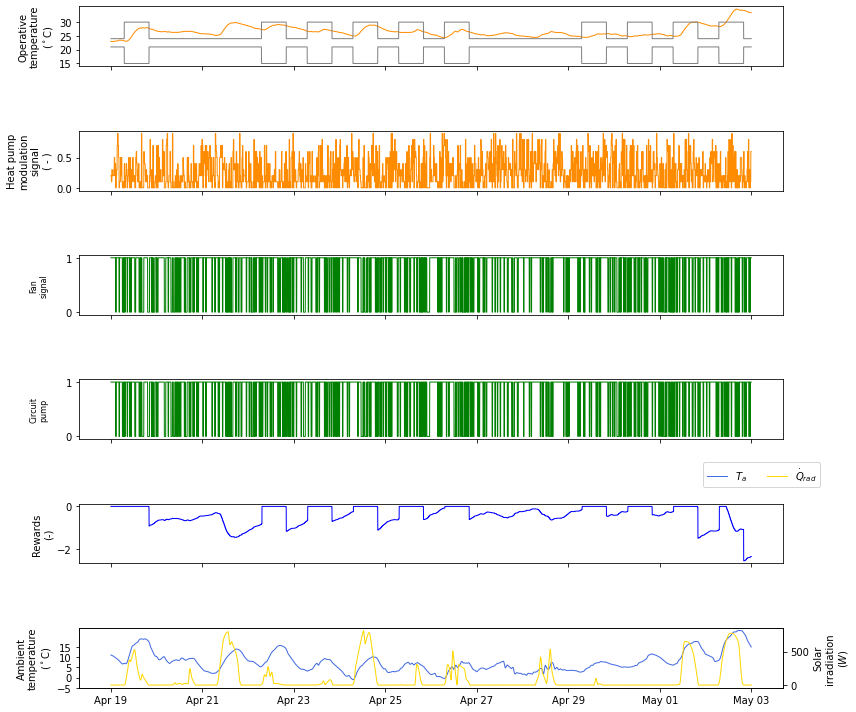 Operative
temperature
(°C)
30
25
20
15
Heat pump
modulation
signal
( - )
0.5
0.0
Fan
signal
1
0
Circuit
pump
1
0
T_a
Q̇_rad
Rewards
(-)
0
−2
Ambient
temperature
(°C)
15
10
5
0
−5
500
0
Solar
irradiation
(W)
Apr 19 Apr 21 Apr 23 Apr 25 Apr 27 Apr 29 May 01 May 03